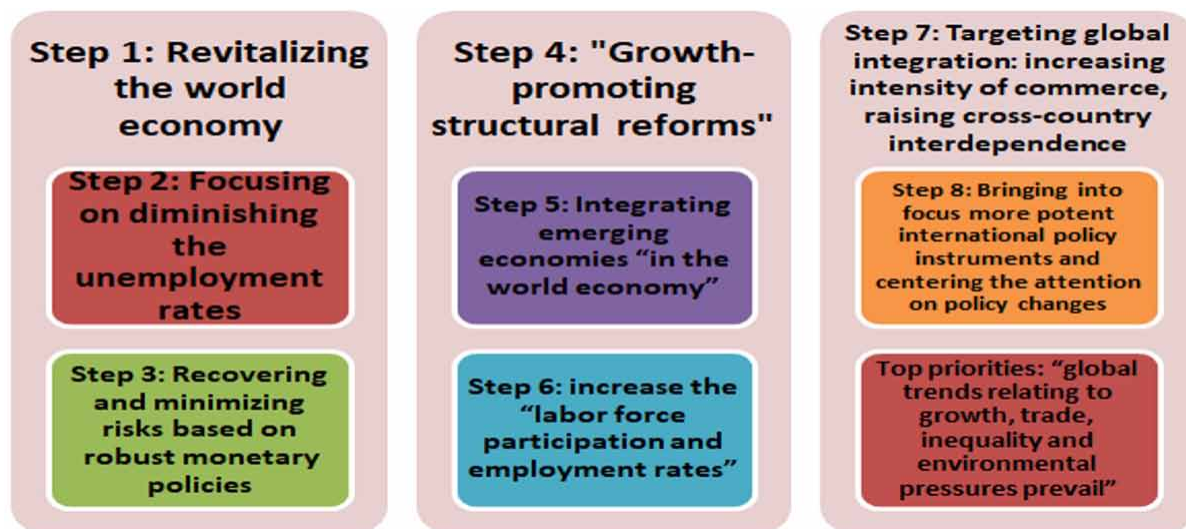 Step 1: Revitalizing
the world
economy
Step 2: Focusing
on diminishing
the
unemployment
rates
Step 3: Recovering
and minimizing
risks based on
robust monetary
policies
Step 4: "Growth-
promoting
structural reforms"
Step 5: Integrating
emerging
economies “in the
world economy”
Step 6: increase the
“labor force
participation and
employment rates”
Step 7: Targeting global
integration: increasing
intensity of commerce,
raising cross-country
interdependence
Step 8: Bringing into
focus more potent
international policy
instruments and
centering the attention
on policy changes
Top priorities: “global
trends relating to
growth, trade,
inequality and
environmental
pressures prevail”